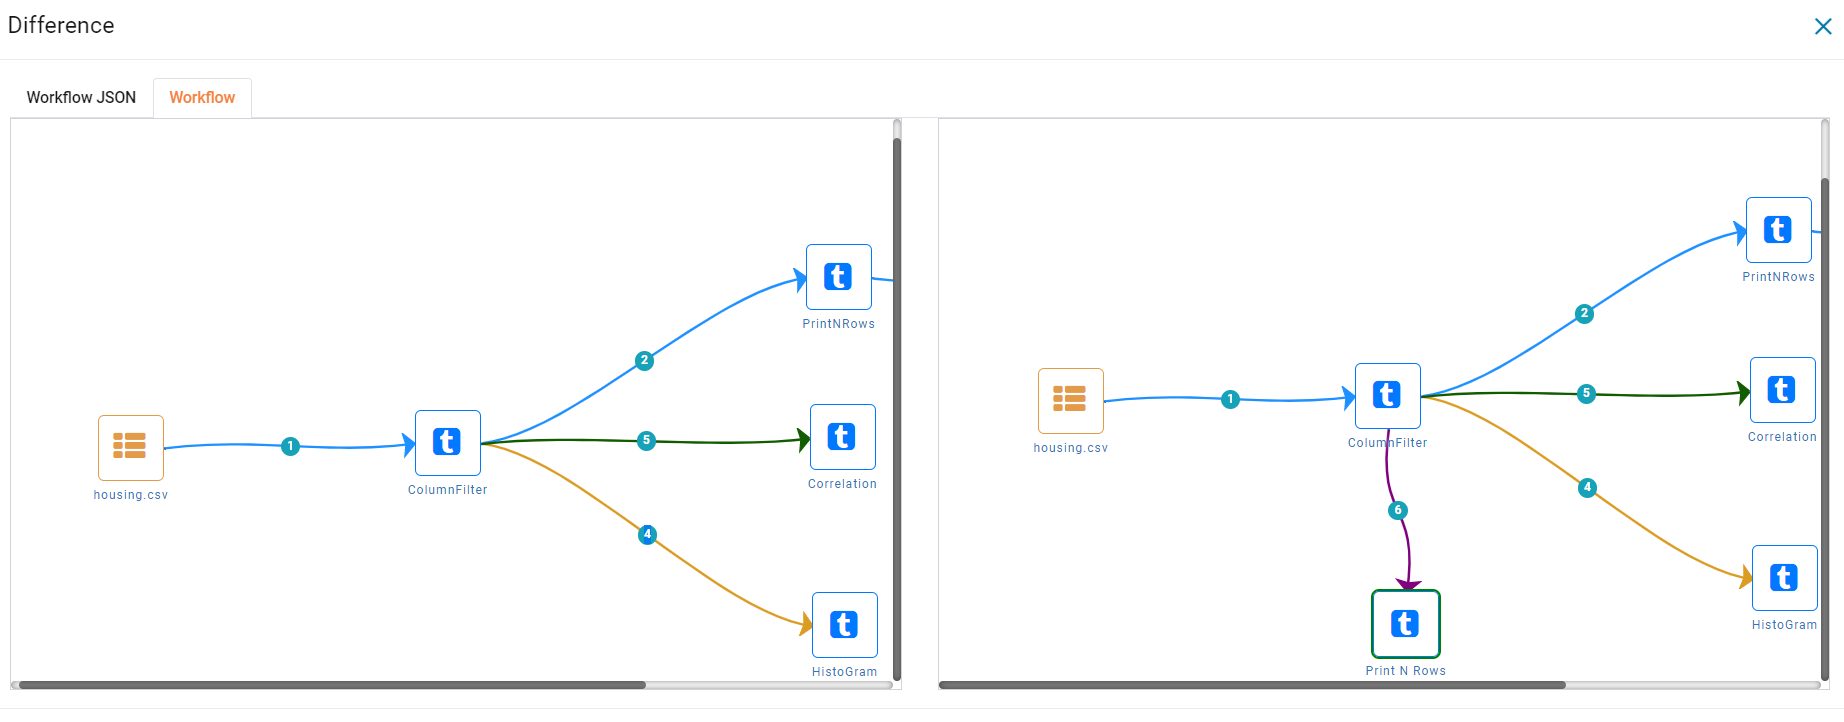 Difference
Workflow JSON
Workflow
PrintNRows
2
1
5
housing.csv
ColumnFilter
Correlation
4
HistoGram
PrintNRows
2
1
5
housing.csv
ColumnFilter
Correlation
4
6
HistoGram
Print N Rows